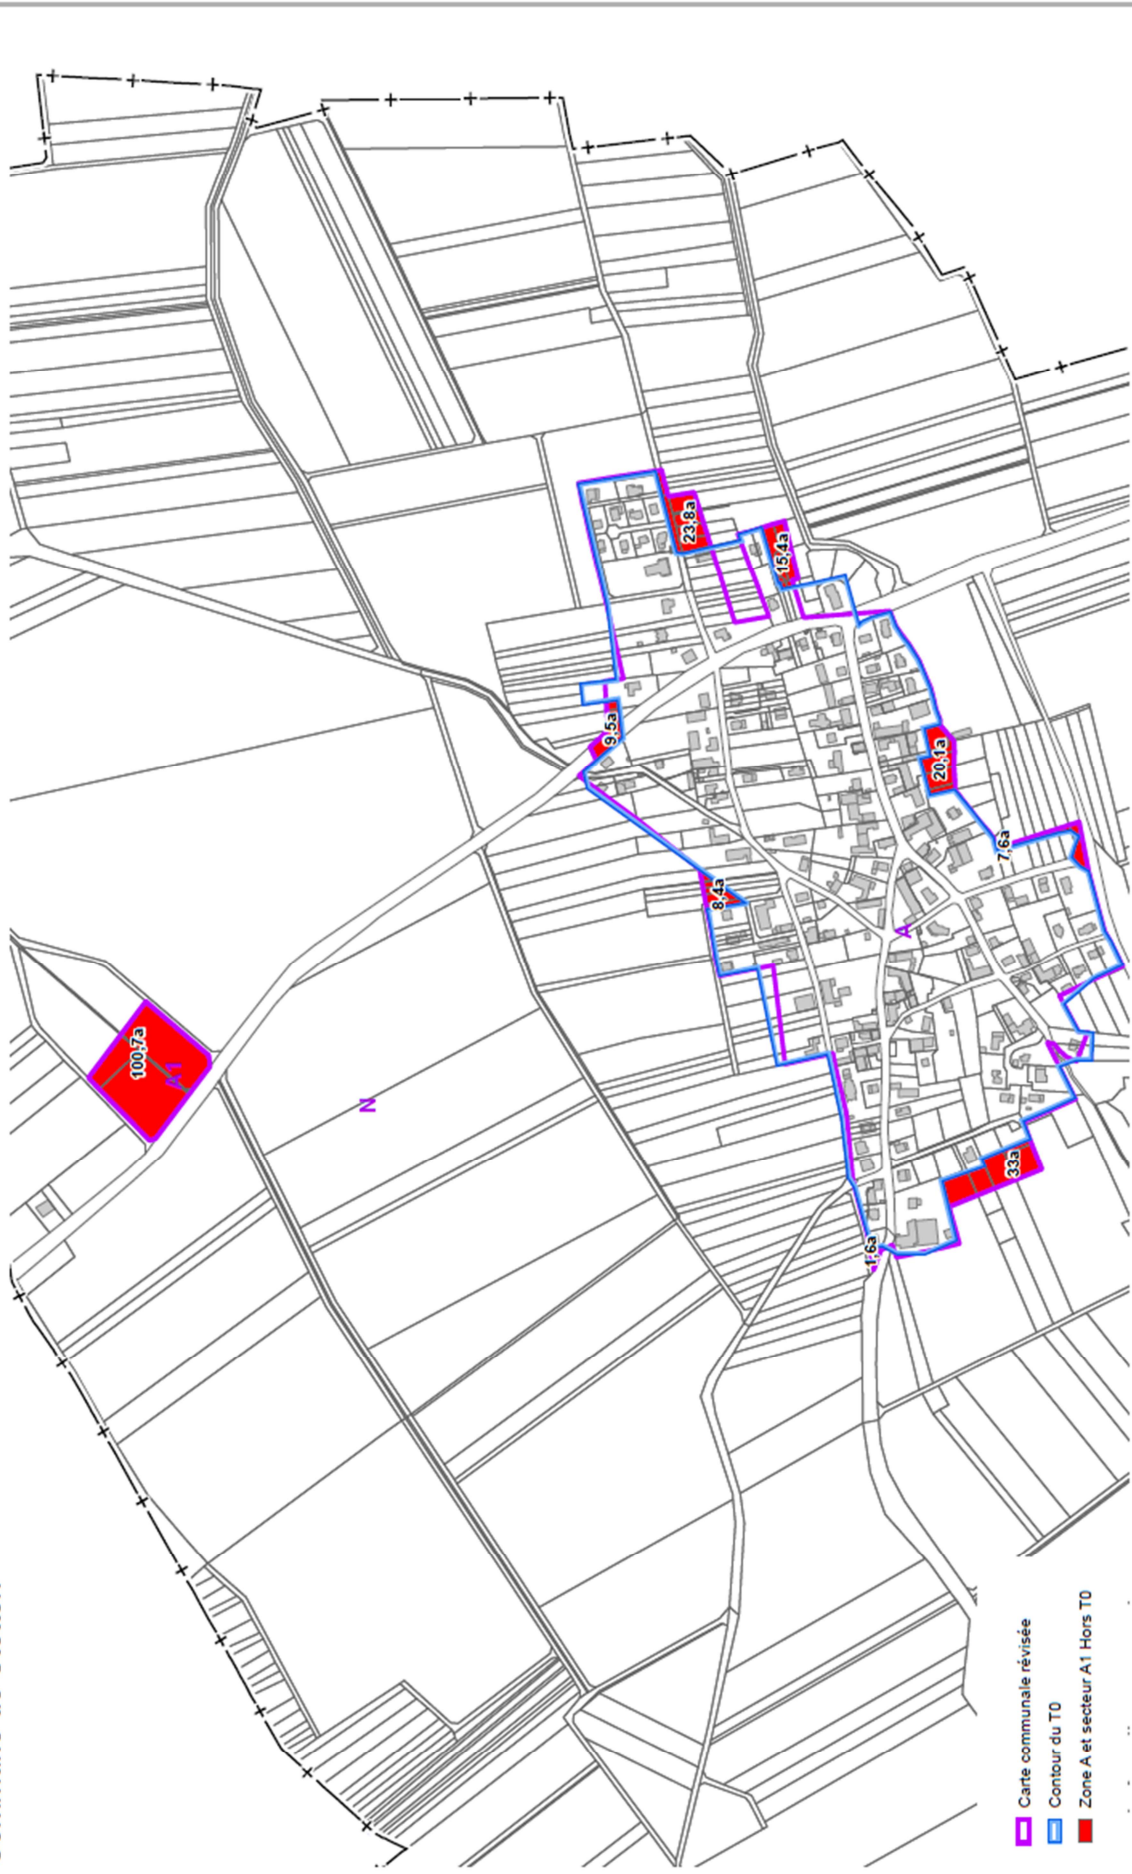 100,7a
A1
N
23,8a
15,4a
9,5a
20,1a
8,4a
7,6a
A
33a
1,6a
Carte communale révisée
Contour du T0
Zone A et secteur A1 Hors T0